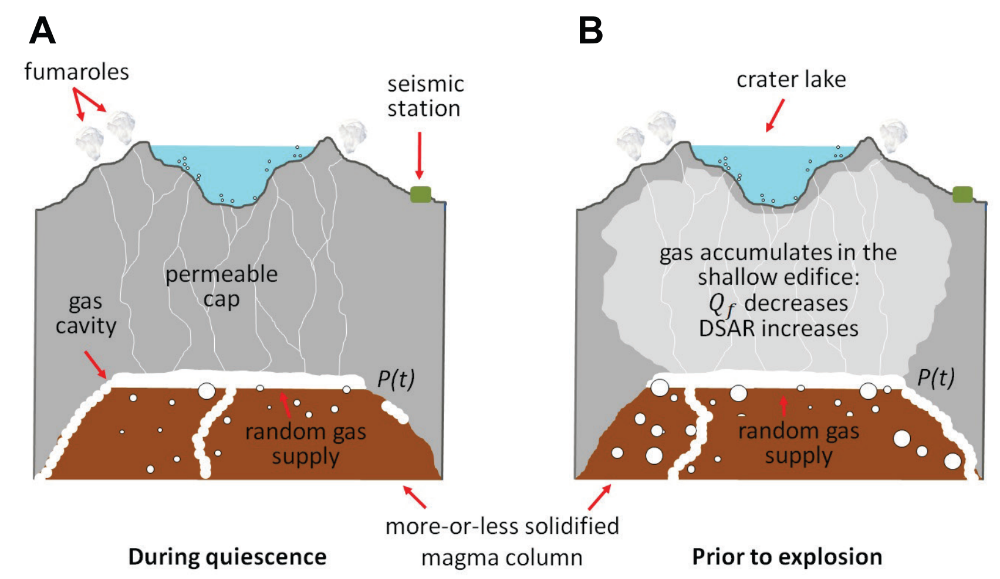 A
fumaroles
seismic
station
permeable
cap
gas
cavity
P(t)
random gas
supply
During quiescence
B
crater lake
gas accumulates in the
shallow edifice:
Qf decreases
DSAR increases
P(t)
random gas
supply
more-or-less solidified
magma column
Prior to explosion